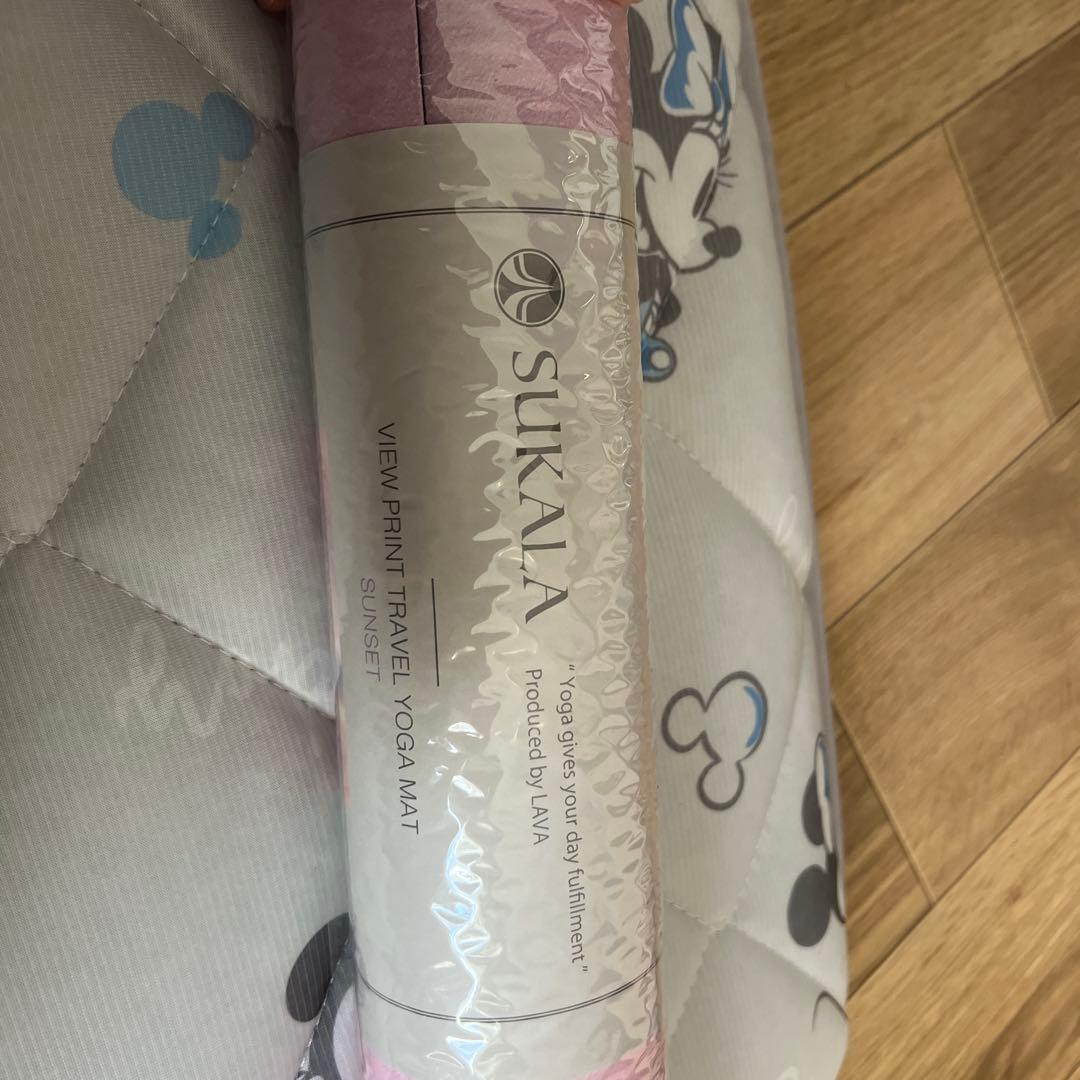 SUKALA
" Yoga gives your day fulfillment "
Produced by LAVA
VIEW PRINT TRAVEL YOGA MAT
SUNSET